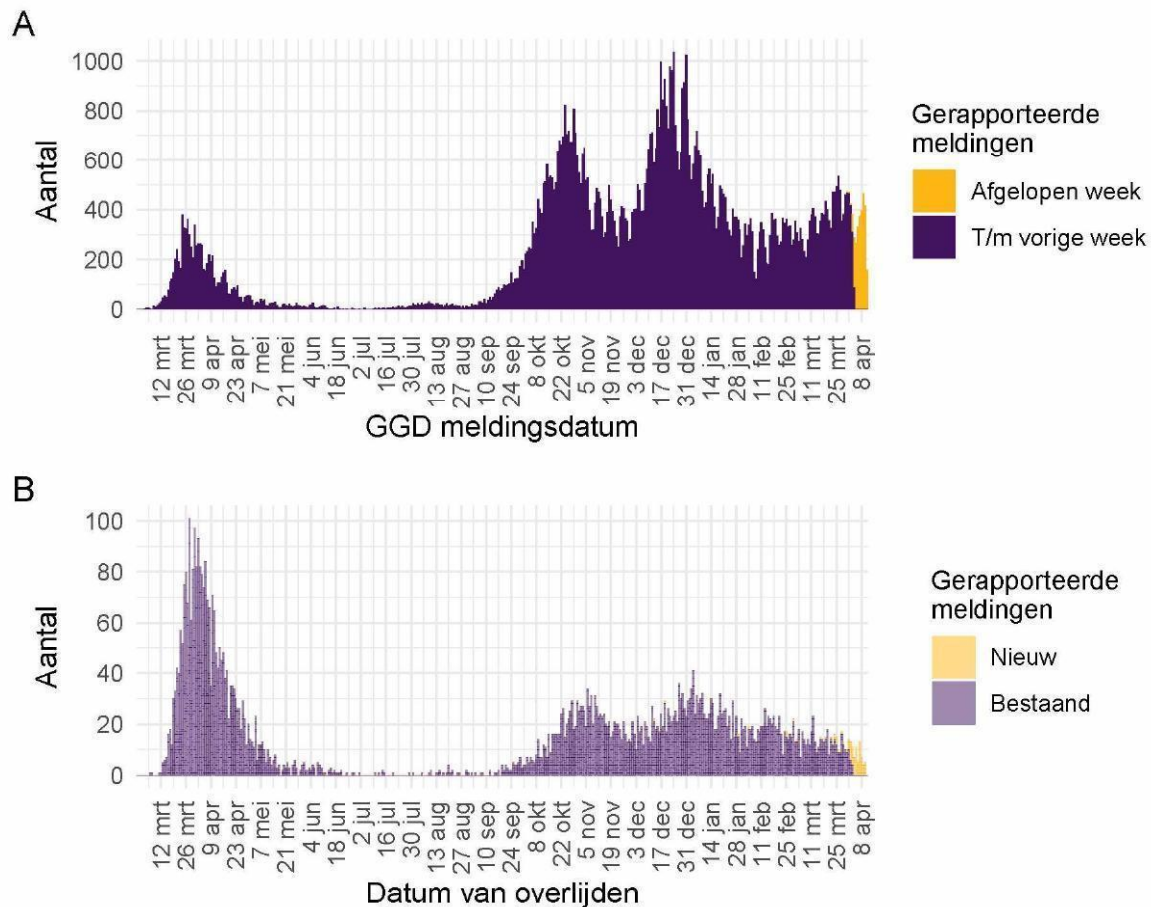 A
1000
800
600
400
200
0
Aantal
12 mrt
26 mrt
9 apr
23 apr
7 mei
21 mei
4 jun
18 jun
2 jul
16 jul
30 jul
13 aug
27 aug
10 sep
24 sep
8 okt
22 okt
5 nov
19 nov
3 dec
17 dec
31 dec
14 jan
28 jan
11 feb
25 feb
11 mrt
25 mrt
8 apr
GGD meldingsdatum
Gerapporteerde
meldingen
Afgelopen week
T/m vorige week
B
100
80
60
40
20
0
Aantal
12 mrt
26 mrt
9 apr
23 apr
7 mei
21 mei
4 jun
18 jun
2 jul
16 jul
30 jul
13 aug
27 aug
10 sep
24 sep
8 okt
22 okt
5 nov
19 nov
3 dec
17 dec
31 dec
14 jan
28 jan
11 feb
25 feb
11 mrt
25 mrt
8 apr
Datum van overlijden
Gerapporteerde
meldingen
Nieuw
Bestaand